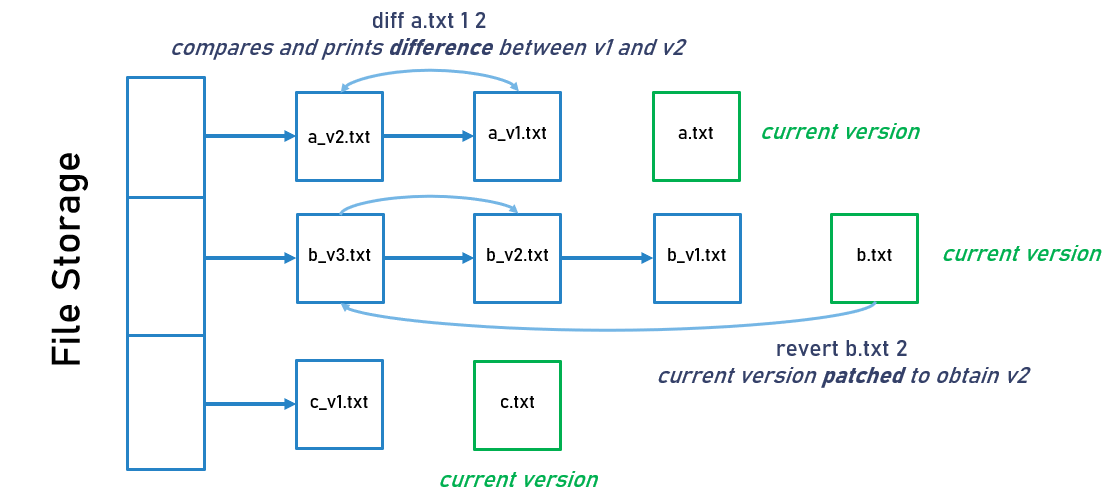 diff a.txt 1 2
compares and prints difference between v1 and v2
File Storage
a_v2.txt
a_v1.txt
a.txt
current version
b_v3.txt
b_v2.txt
b_v1.txt
b.txt
current version
revert b.txt 2
current version patched to obtain v2
c_v1.txt
c.txt
current version